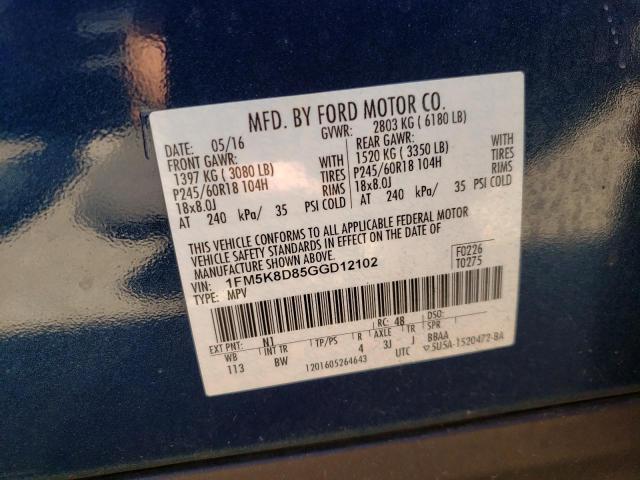 MFD. BY FORD MOTOR CO.
DATE: 05/16 GVWR: 2803 KG ( 6180 LB)
FRONT GAWR: REAR GAWR:
1397 KG ( 3080 LB) WITH 1520 KG ( 3350 LB) WITH
P245/60R18 104H TIRES P245/60R18 104H TIRES
18x8.0J RIMS 18x8.0J RIMS
AT 240 kPa/ 35 PSI COLD AT 240 kPa/ 35 PSI COLD
THIS VEHICLE CONFORMS TO ALL APPLICABLE FEDERAL MOTOR
VEHICLE SAFETY STANDARDS IN EFFECT ON THE DATE OF
MANUFACTURE SHOWN ABOVE.
VIN: 1FM5K8D85GGD12102 F0226
TYPE: MPV T0275
EXT PNT: N1 RC: 48 DSO:
WB INT TR TP/PS R AXLE TR SPR
113 BW 4 3J J BBAA
1201605264643 UTC 5U5A-1520472-BA